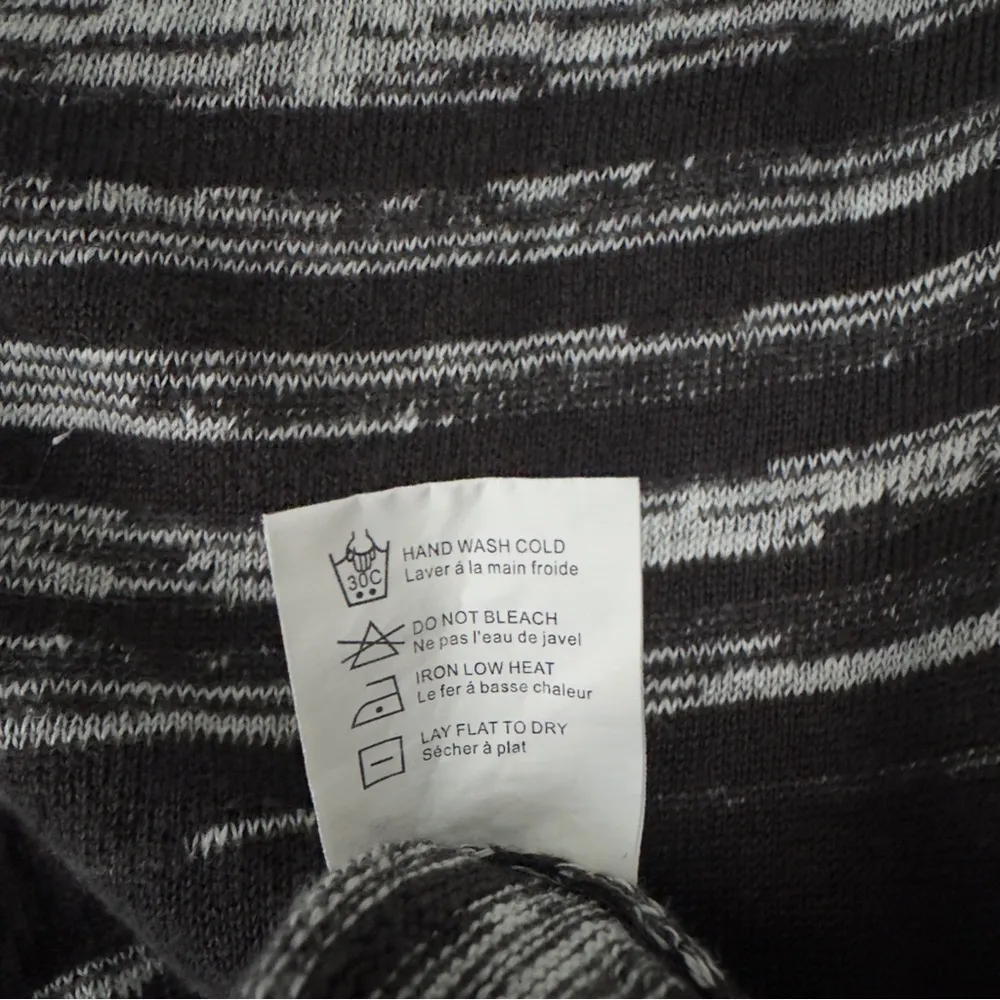 30C
HAND WASH COLD
Laver á la main froide
DO NOT BLEACH
Ne pas l'eau de javel
IRON LOW HEAT
Le fer á basse chaleur
LAY FLAT TO DRY
Sécher à plat